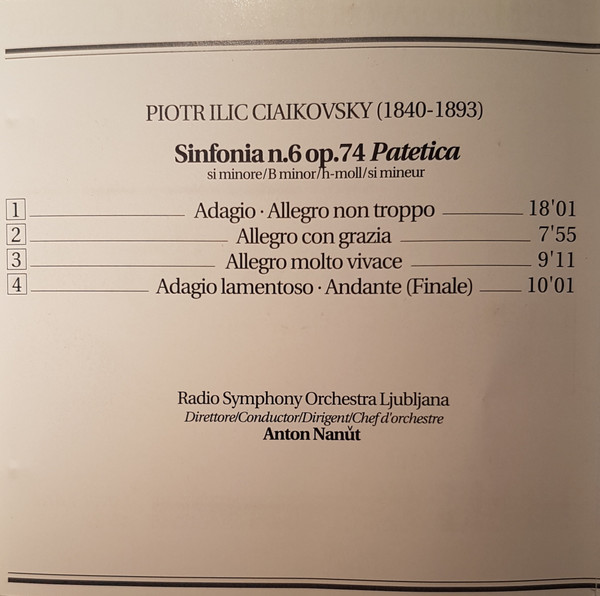 PIOTR ILIC CIAIKOVSKY (1840-1893)
Sinfonia n.6 op.74 Patetica
si minore/B minor/h-moll/si mineur
1 Adagio · Allegro non troppo 18'01
2 Allegro con grazia 7'55
3 Allegro molto vivace 9'11
4 Adagio lamentoso · Andante (Finale) 10'01
Radio Symphony Orchestra Ljubljana
Direttore/Conductor/Dirigent/Chef d'orchestre
Anton Nanǔt